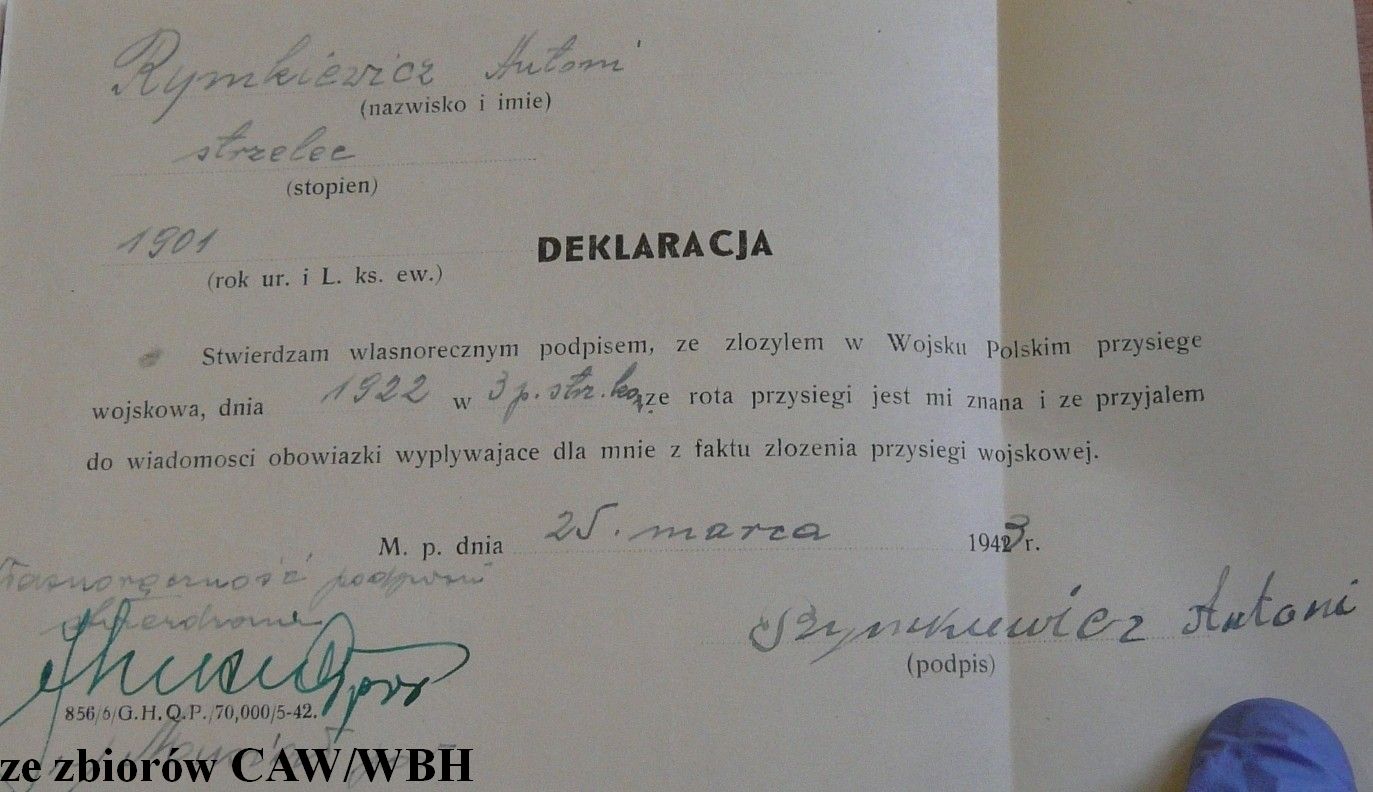 Rymkiewicz Antoni
(nazwisko i imie)
strzelec
(stopien)
1901
DEKLARACJA
(rok ur. i L. ks. ew.)
Stwierdzam wlasnorecznym podpisem, ze zlozylem w Wojsku Polskim przysiege
wojskowa, dnia 1922 w 3 p. str. ko, ze rota przysiegi jest mi znana i ze przyjalem
do wiadomosci obowiazki wyplywajace dla mnie z faktu zlozenia przysiegi wojskowej.
M. p. dnia 25. marca 1943 r.
własnoręczność podpisu
stwierdzam
Rymkiewicz Antoni
(podpis)
856/6/G.H.Q.P./70,000/5-42.
ze zbiorów CAW/WBH